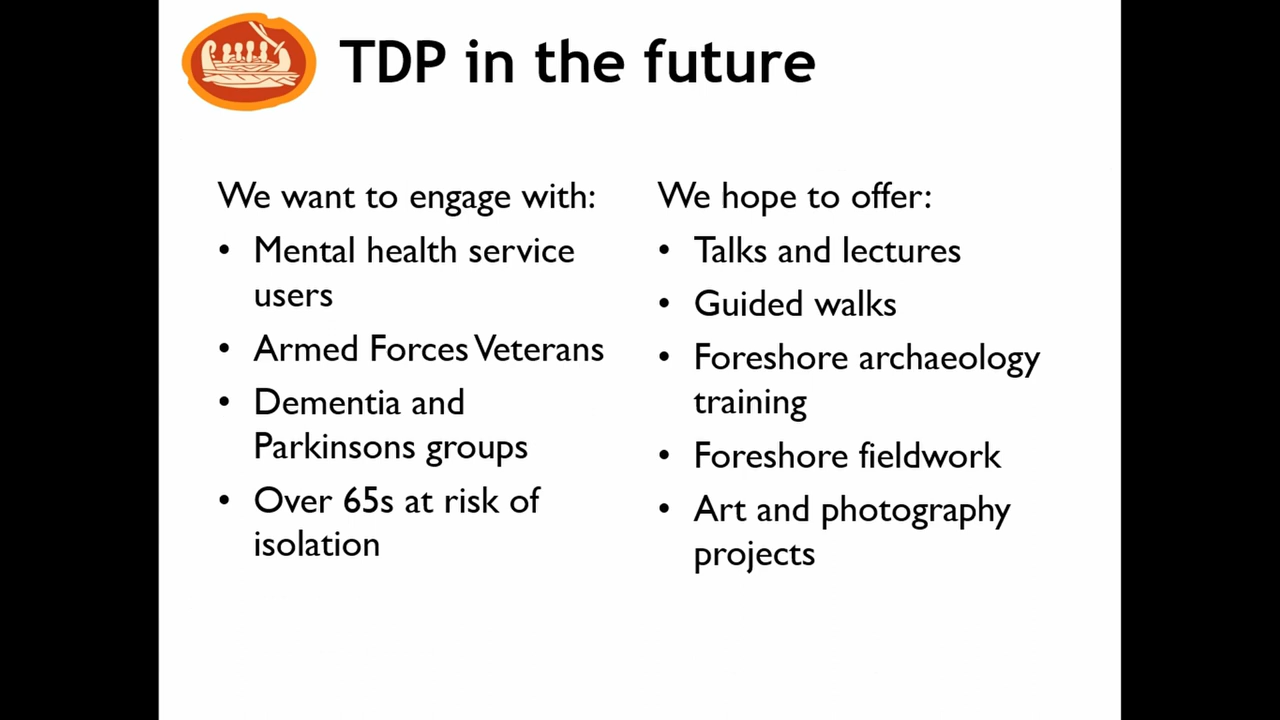 TDP in the future
We want to engage with:
• Mental health service
users
• Armed Forces Veterans
• Dementia and
Parkinsons groups
• Over 65s at risk of
isolation
We hope to offer:
• Talks and lectures
• Guided walks
• Foreshore archaeology
training
• Foreshore fieldwork
• Art and photography
projects